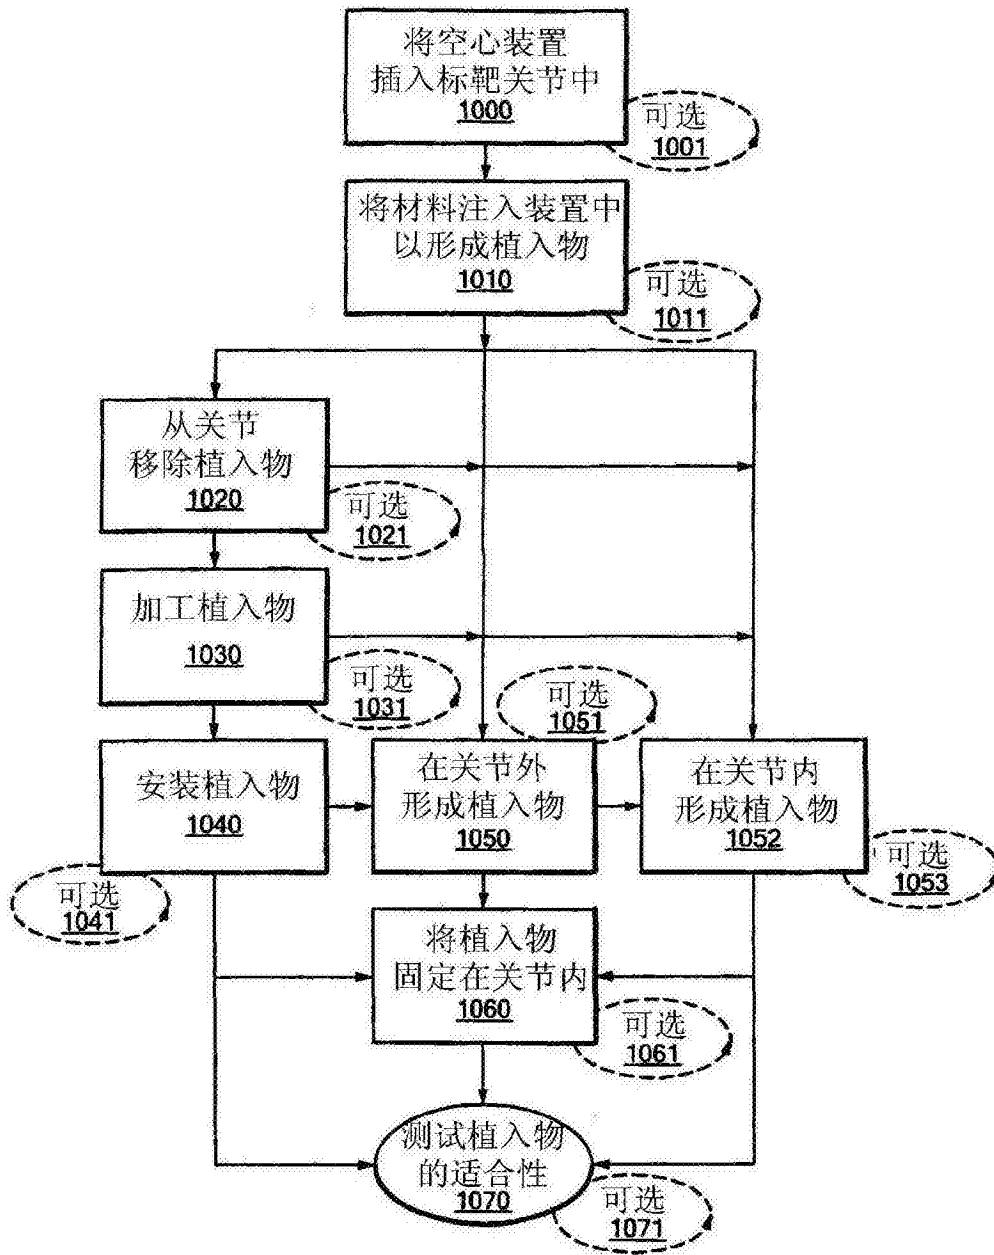 将空心装置
插入标靶关节中
1000
可选
1001
将材料注入装置中
以形成植入物
1010
可选
1011
从关节
移除植入物
1020
可选
1021
加工植入物
1030
可选
1031
可选
1051
安装植入物
1040
可选
1041
在关节外
形成植入物
1050
在关节内
形成植入物
1052
可选
1053
将植入物
固定在关节内
1060
可选
1061
测试植入物
的适合性
1070
可选
1071